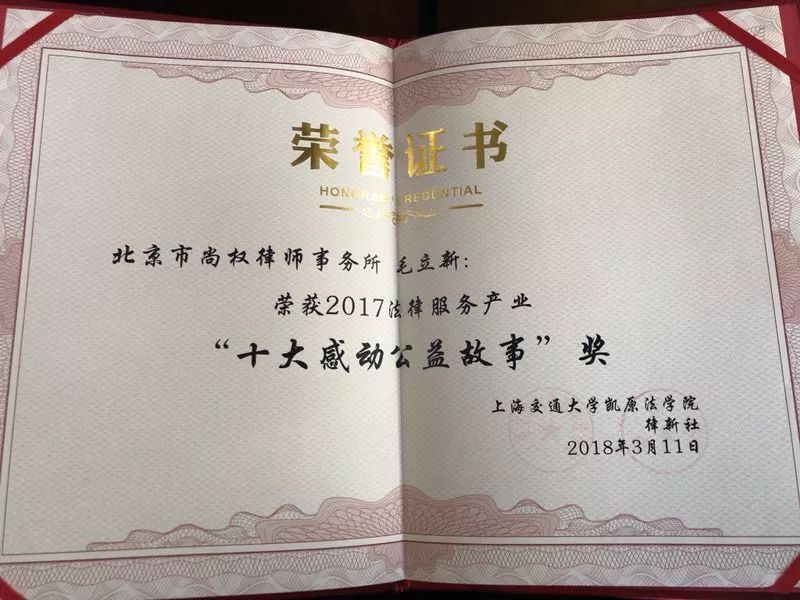 荣誉证书
HONORARY CREDENTIAL
北京市尚权律师事务所 毛立新:
荣获2017法律服务产业
“十大感动公益故事”奖
上海交通大学凯原法学院
律新社
2018年3月11日